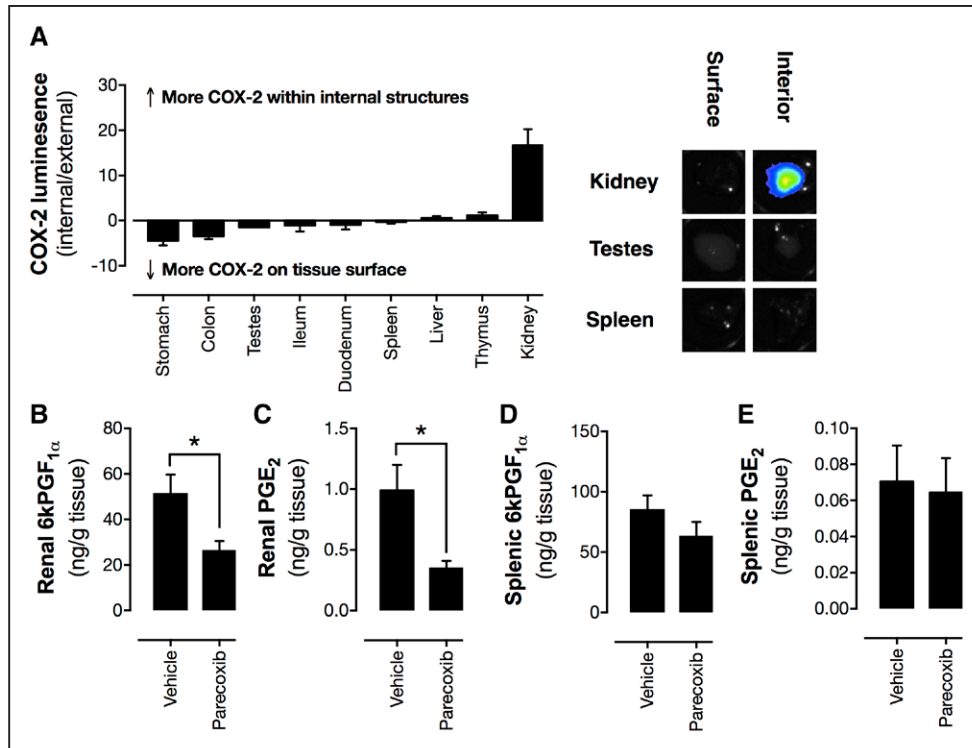 A
COX-2 luminesence
(internal/external)
30
20
10
0
-10
↑ More COX-2 within internal structures
↓ More COX-2 on tissue surface
Stomach
Colon
Testes
Ileum
Duodenum
Spleen
Liver
Thymus
Kidney
Surface
Interior
Kidney
Testes
Spleen
B
Renal 6kPGF1α
(ng/g tissue)
80
60
40
20
0
*
Vehicle
Parecoxib
C
Renal PGE2
(ng/g tissue)
1.5
1.0
0.5
0.0
*
Vehicle
Parecoxib
D
Splenic 6kPGF1α
(ng/g tissue)
150
100
50
0
Vehicle
Parecoxib
E
Splenic PGE2
(ng/g tissue)
0.10
0.08
0.06
0.04
0.02
0.00
Vehicle
Parecoxib